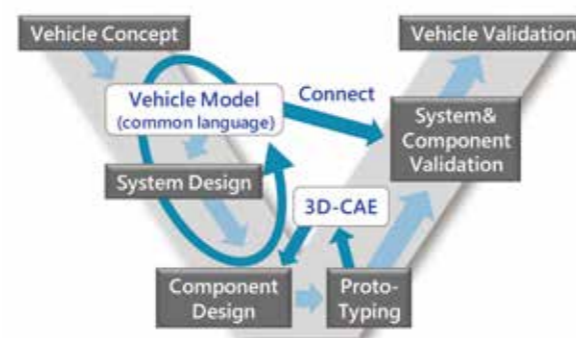 Vehicle Concept
Vehicle Validation
Vehicle Model
(common language)
Connect
System&
Component
Validation
System Design
3D-CAE
Component
Design
Proto-
Typing